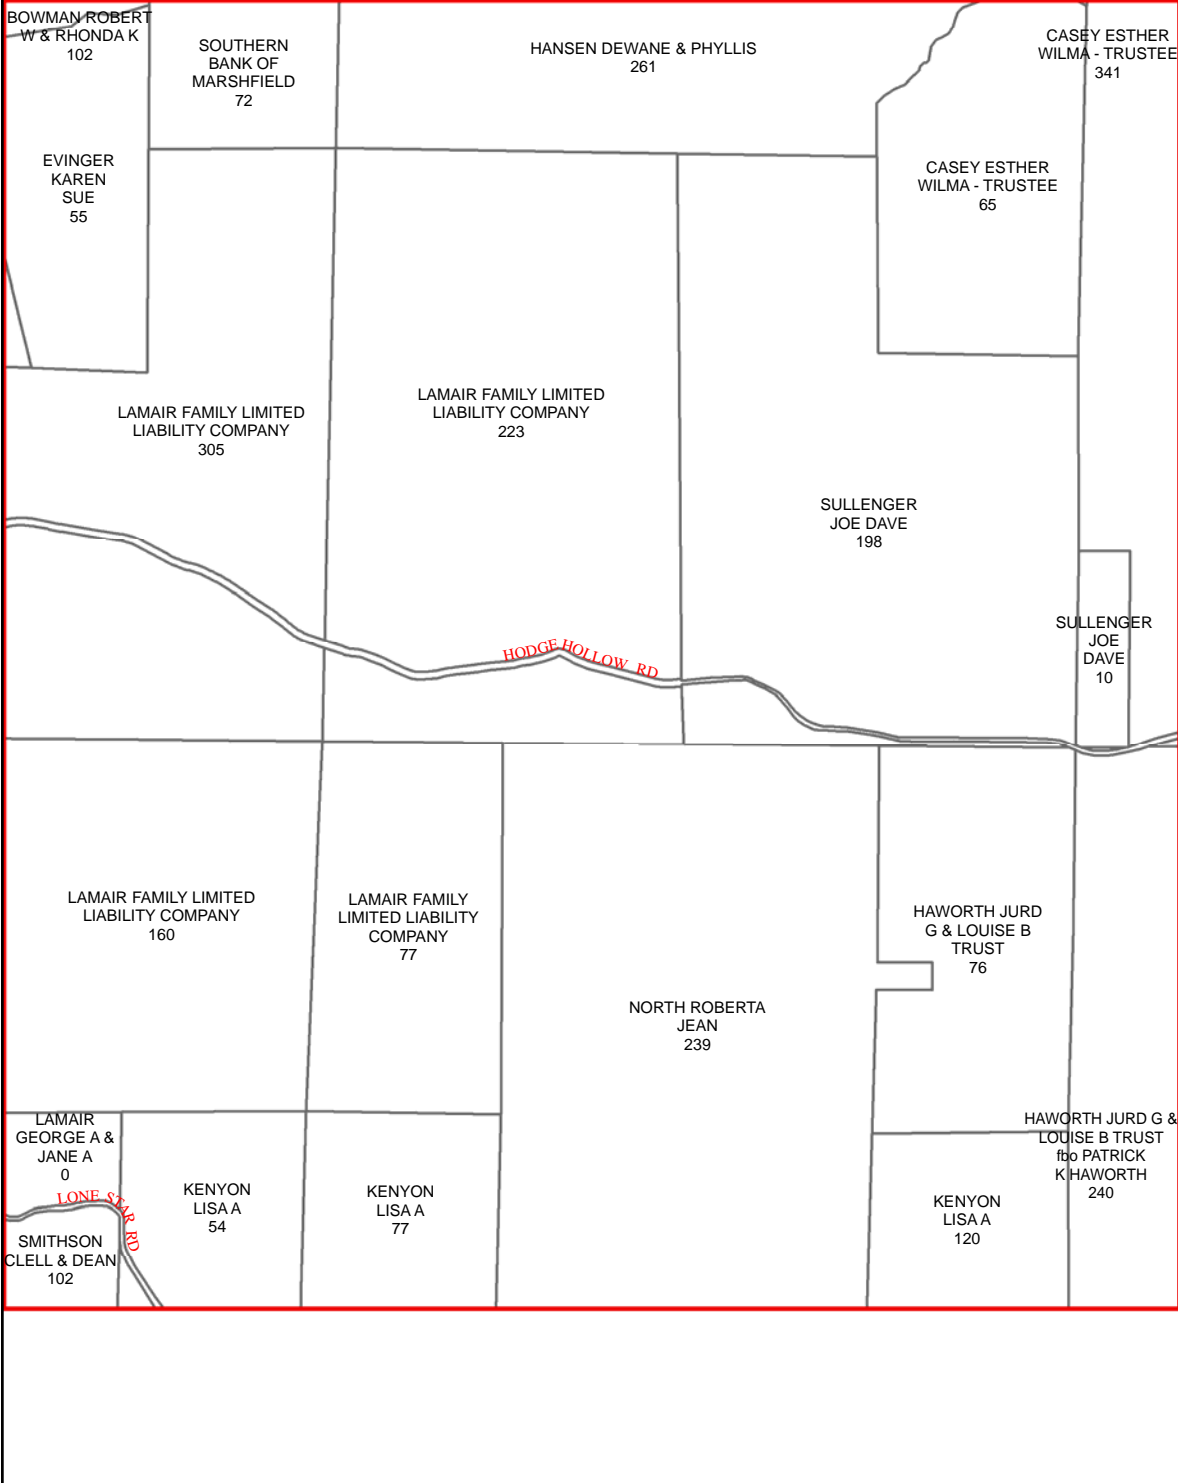 BOWMAN ROBERT
W & RHONDA K
102
SOUTHERN
BANK OF
MARSHFIELD
72
HANSEN DEWANE & PHYLLIS
261
CASEY ESTHER
WILMA - TRUSTEE
341
EVINGER
KAREN
SUE
55
CASEY ESTHER
WILMA - TRUSTEE
65
LAMAIR FAMILY LIMITED
LIABILITY COMPANY
305
LAMAIR FAMILY LIMITED
LIABILITY COMPANY
223
SULLENGER
JOE DAVE
198
SULLENGER
JOE
DAVE
10
HODGE HOLLOW RD
LAMAIR FAMILY LIMITED
LIABILITY COMPANY
160
LAMAIR FAMILY
LIMITED LIABILITY
COMPANY
77
HAWORTH JURD
G & LOUISE B
TRUST
76
NORTH ROBERTA
JEAN
239
LAMAIR
GEORGE A &
JANE A
0
HAWORTH JURD G &
LOUISE B TRUST
fbo PATRICK
K HAWORTH
240
LONE STAR RD
KENYON
LISA A
54
KENYON
LISA A
77
KENYON
LISA A
120
SMITHSON
CLELL & DEAN
102